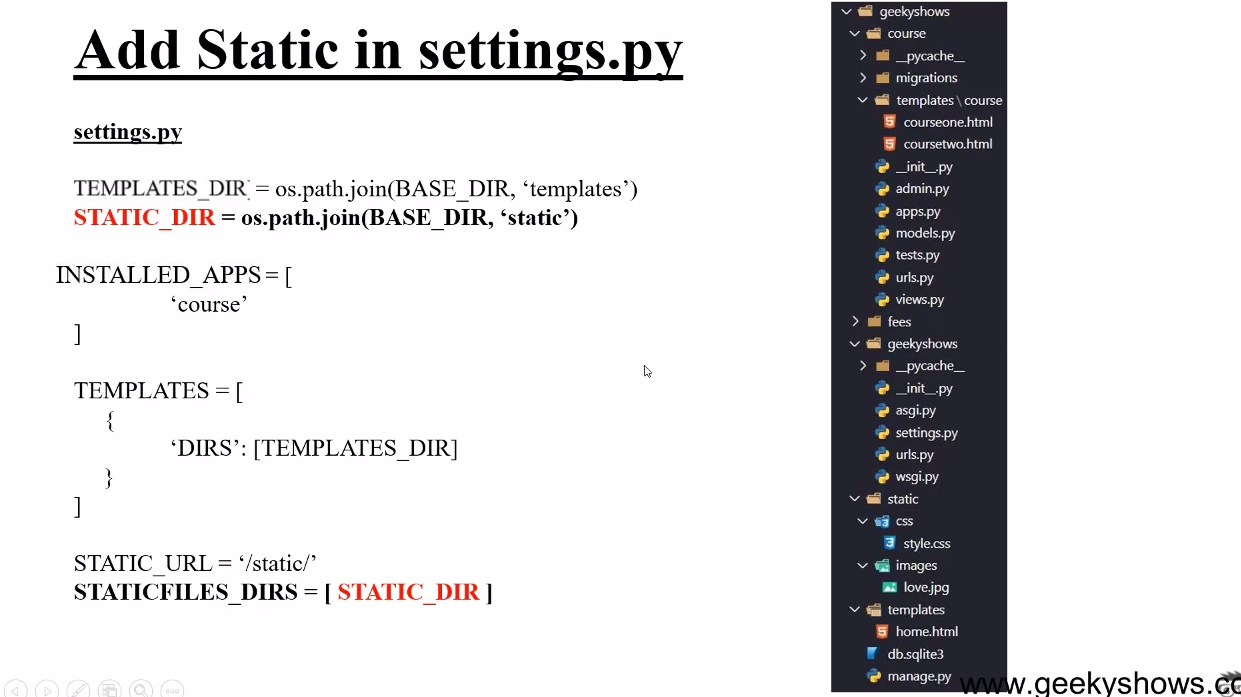 Add Static in settings.py
settings.py
TEMPLATES_DIR = os.path.join(BASE_DIR, ‘templates’)
STATIC_DIR = os.path.join(BASE_DIR, ‘static’)
INSTALLED_APPS = [
‘course’
]
TEMPLATES = [
{
‘DIRS’: [TEMPLATES_DIR]
}
]
STATIC_URL = ‘/static/’
STATICFILES_DIRS = [ STATIC_DIR ]
geekyshows
course
__pycache__
migrations
templates \ course
courseone.html
coursetwo.html
__init__.py
admin.py
apps.py
models.py
tests.py
urls.py
views.py
fees
geekyshows
__pycache__
__init__.py
asgi.py
settings.py
urls.py
wsgi.py
static
css
style.css
images
love.jpg
templates
home.html
db.sqlite3
manage.py
www.geekyshows.co